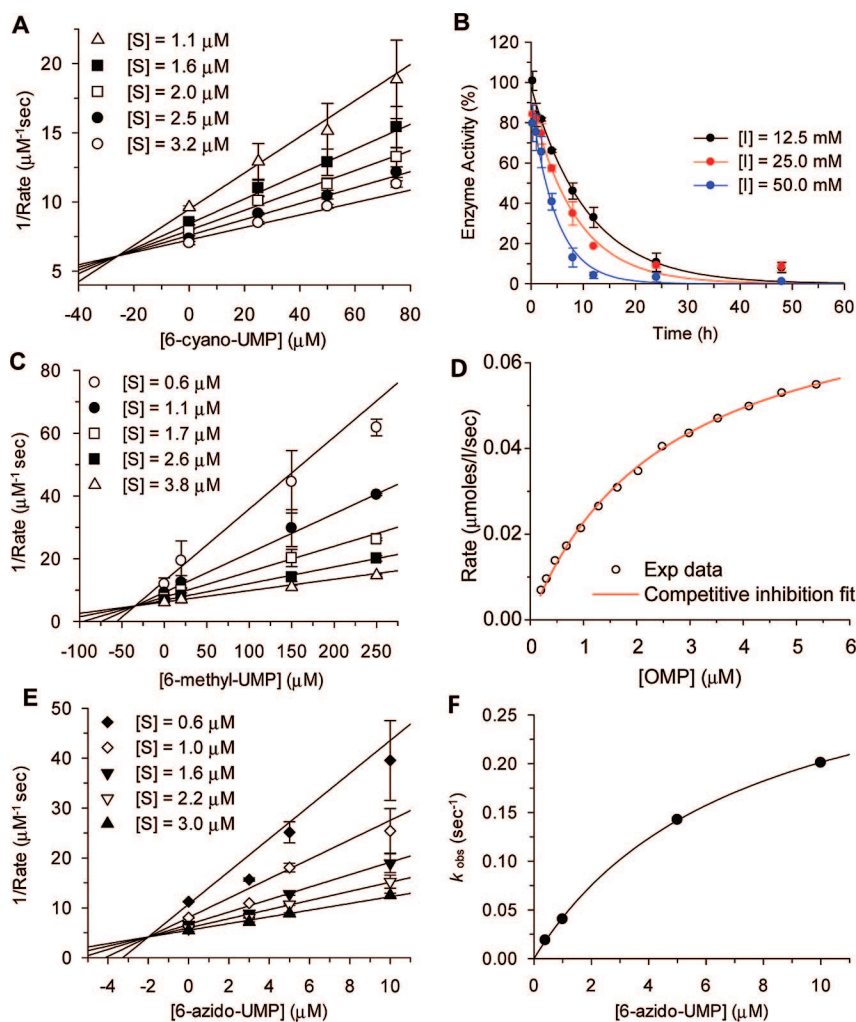 A
[S] = 1.1 μM
[S] = 1.6 μM
[S] = 2.0 μM
[S] = 2.5 μM
[S] = 3.2 μM
1/Rate (μM⁻¹sec)
20
15
10
5
-40 -20 0 20 40 60 80
[6-cyano-UMP] (μM)
B
[I] = 12.5 mM
[I] = 25.0 mM
[I] = 50.0 mM
Enzyme Activity (%)
120
100
80
60
40
20
0
0 10 20 30 40 50 60
Time (h)
C
[S] = 0.6 μM
[S] = 1.1 μM
[S] = 1.7 μM
[S] = 2.6 μM
[S] = 3.8 μM
1/Rate (μM⁻¹ sec)
80
60
40
20
0
-100 -50 0 50 100 150 200 250
[6-methyl-UMP] (μM)
D
Rate (μmoles/l/sec)
0.06
0.04
0.02
0.00
Exp data
Competitive inhibition fit
0 1 2 3 4 5 6
[OMP] (μM)
E
[S] = 0.6 μM
[S] = 1.0 μM
[S] = 1.6 μM
[S] = 2.2 μM
[S] = 3.0 μM
1/Rate (μM⁻¹ sec)
50
40
30
20
10
0
-4 -2 0 2 4 6 8 10
[6-azido-UMP] (μM)
F
k obs (sec⁻¹)
0.25
0.20
0.15
0.10
0.05
0.00
0 2 4 6 8 10
[6-azido-UMP] (μM)